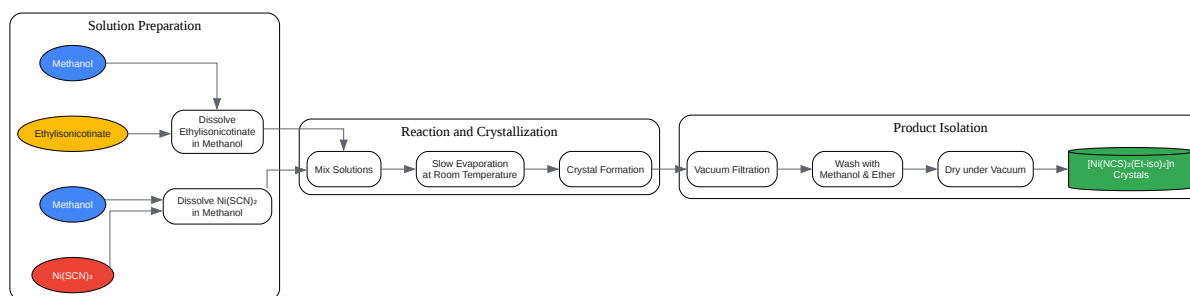 Solution Preparation
Methanol
Ethylisonicotinate
Dissolve
Ethylisonicotinate
in Methanol
Methanol
Dissolve Ni(SCN)₂
in Methanol
Ni(SCN)₂
Reaction and Crystallization
Mix Solutions
Slow Evaporation
at Room Temperature
Crystal Formation
Product Isolation
Vacuum Filtration
Wash with
Methanol & Ether
Dry under Vacuum
[Ni(NCS)₂(Et-iso)₂]n
Crystals